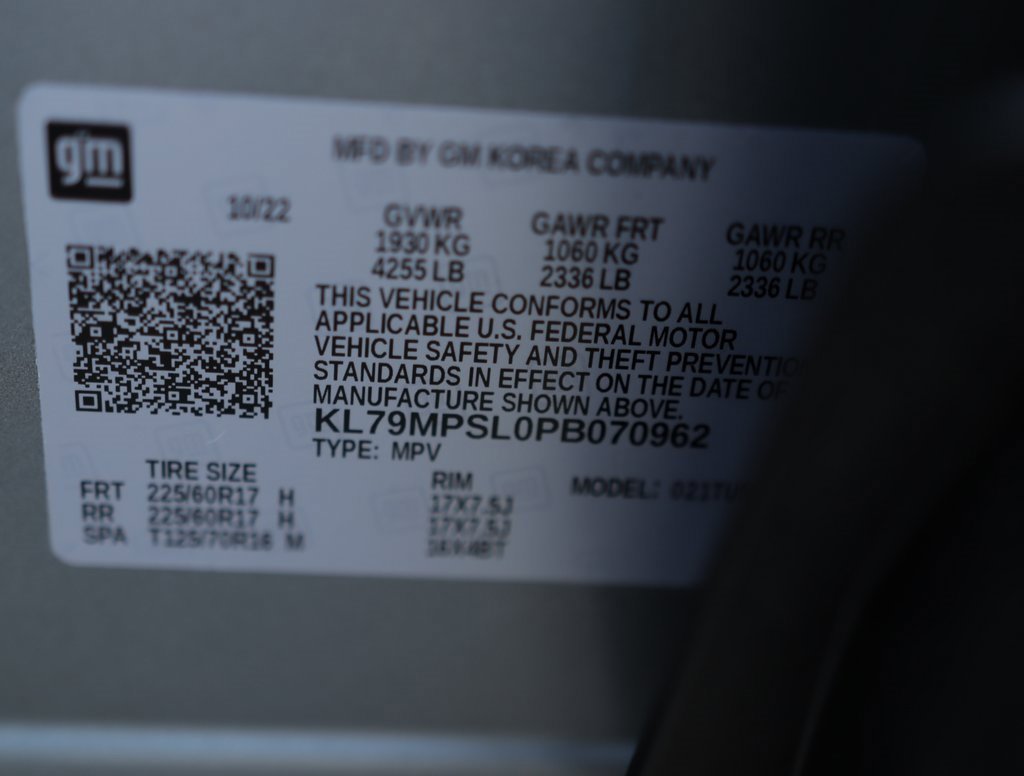 gm
MFD BY GM KOREA COMPANY
10/22
GVWR GAWR FRT GAWR RR
1930 KG 1060 KG 1060 KG
4255 LB 2336 LB 2336 LB
THIS VEHICLE CONFORMS TO ALL
APPLICABLE U.S. FEDERAL MOTOR
VEHICLE SAFETY AND THEFT PREVENTIO
STANDARDS IN EFFECT ON THE DATE OF
MANUFACTURE SHOWN ABOVE.
KL79MPSL0PB070962
TYPE: MPV
TIRE SIZE RIM MODEL:
FRT 225/60R17 H 17X7.5J
RR 225/60R17 H 17X7.5J
SPA T125/70R16 M 16X4BT